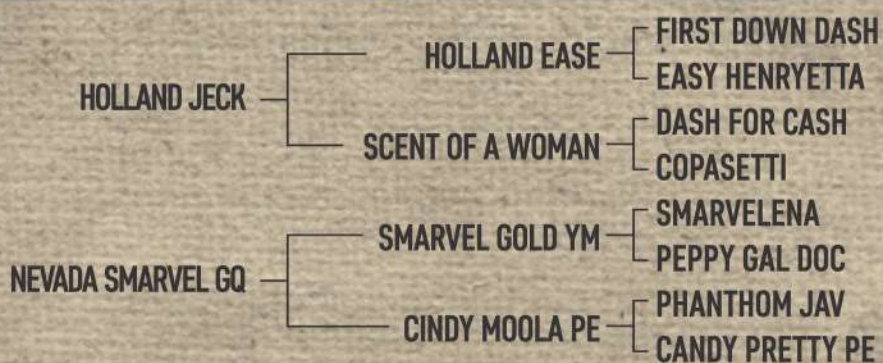 FIRST DOWN DASH
HOLLAND EASE
EASY HENRYETTA
HOLLAND JECK
DASH FOR CASH
SCENT OF A WOMAN
COPASETTI
SMARVELENA
SMARVEL GOLD YM
PEPPY GAL DOC
NEVADA SMARVEL GQ
PHANTHOM JAV
CINDY MOOLA PE
CANDY PRETTY PE